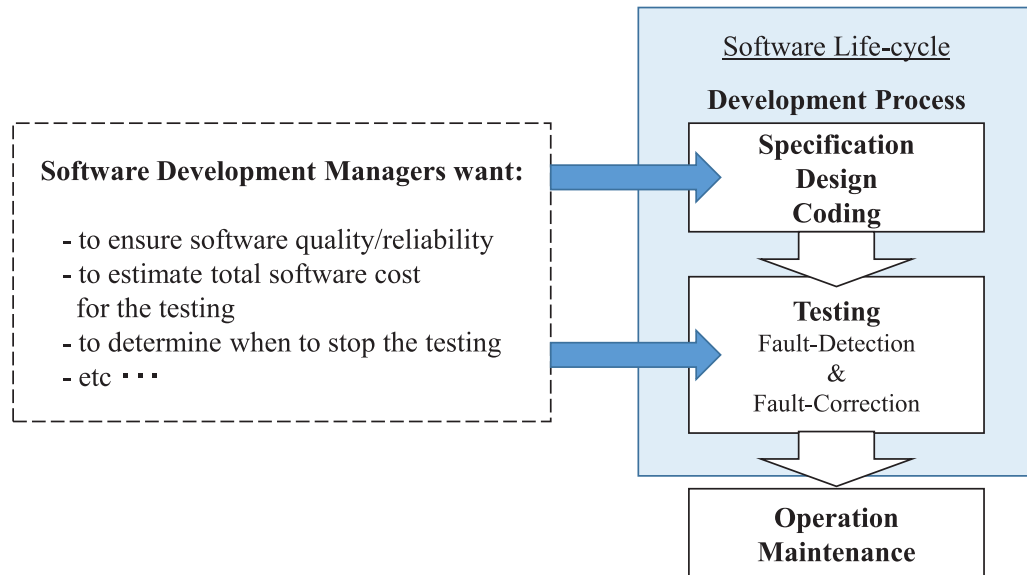 Software Development Managers want:
- to ensure software quality/reliability
- to estimate total software cost
for the testing
- to determine when to stop the testing
- etc ・・・
Software Life-cycle
Development Process
Specification
Design
Coding
Testing
Fault-Detection
&
Fault-Correction
Operation
Maintenance